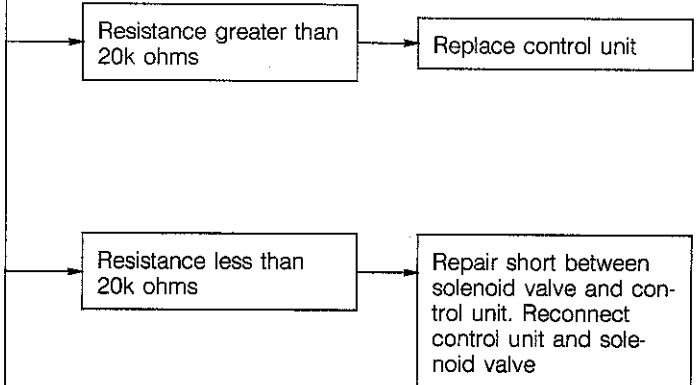 Resistance greater than
20k ohms
Replace control unit
Resistance less than
20k ohms
Repair short between
solenoid valve and con-
trol unit. Reconnect
control unit and sole-
noid valve